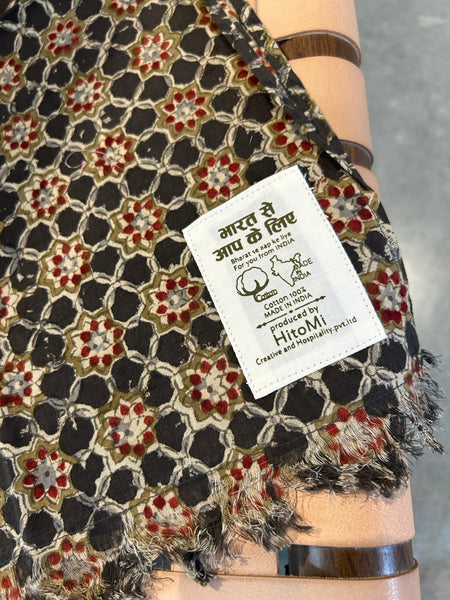 भारत से
आप के लिए
Bharat se aap ke liye
For you from INDIA
Cotton
MADE IN INDIA
Cotton 100%
MADE IN INDIA
produced by
HitoMi
Creative and Hospitality.pvt.ltd